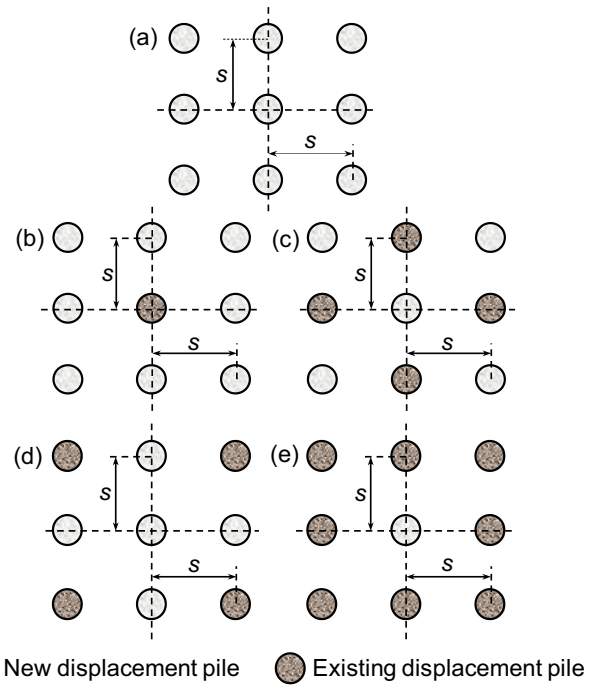 (a)
s
s
(b)
s
s
(c)
s
s
(d)
s
s
(e)
s
s
New displacement pile
Existing displacement pile